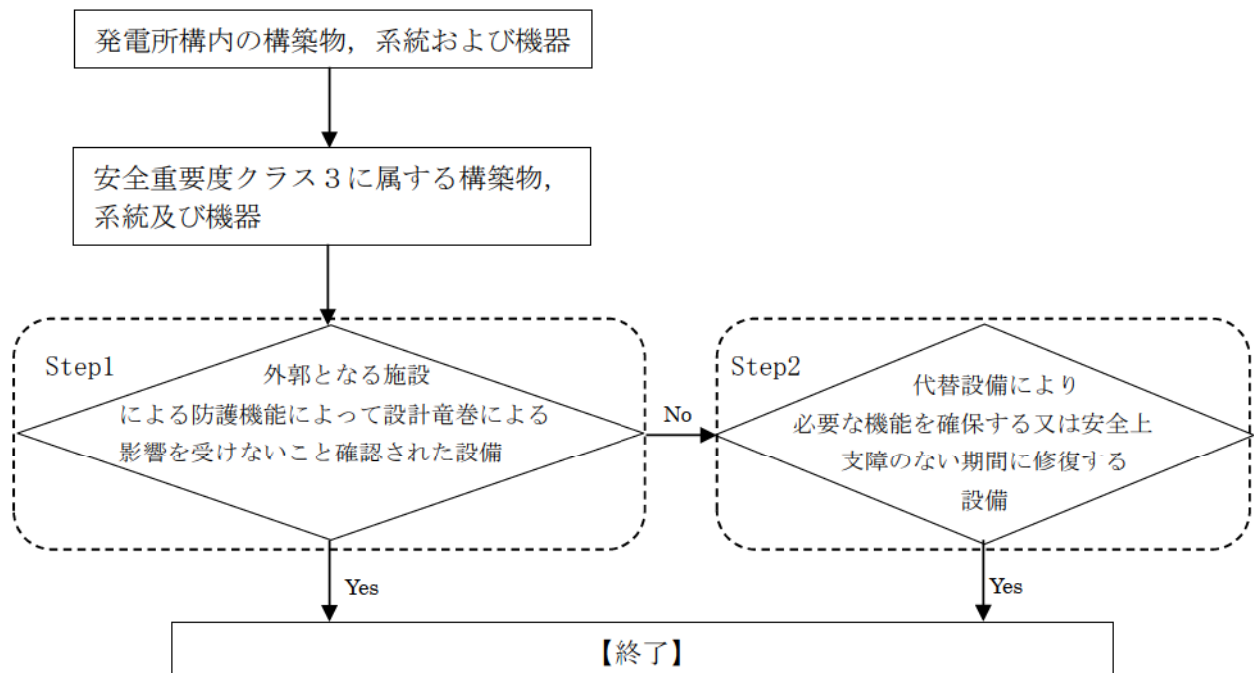 発電所構内の構築物，系統および機器
安全重要度クラス３に属する構築物，
系統及び機器
Step1
外郭となる施設
による防護機能によって設計竜巻による
影響を受けないこと確認された設備
No
Step2
代替設備により
必要な機能を確保する又は安全上
支障のない期間に修復する
設備
Yes
Yes
【終了】